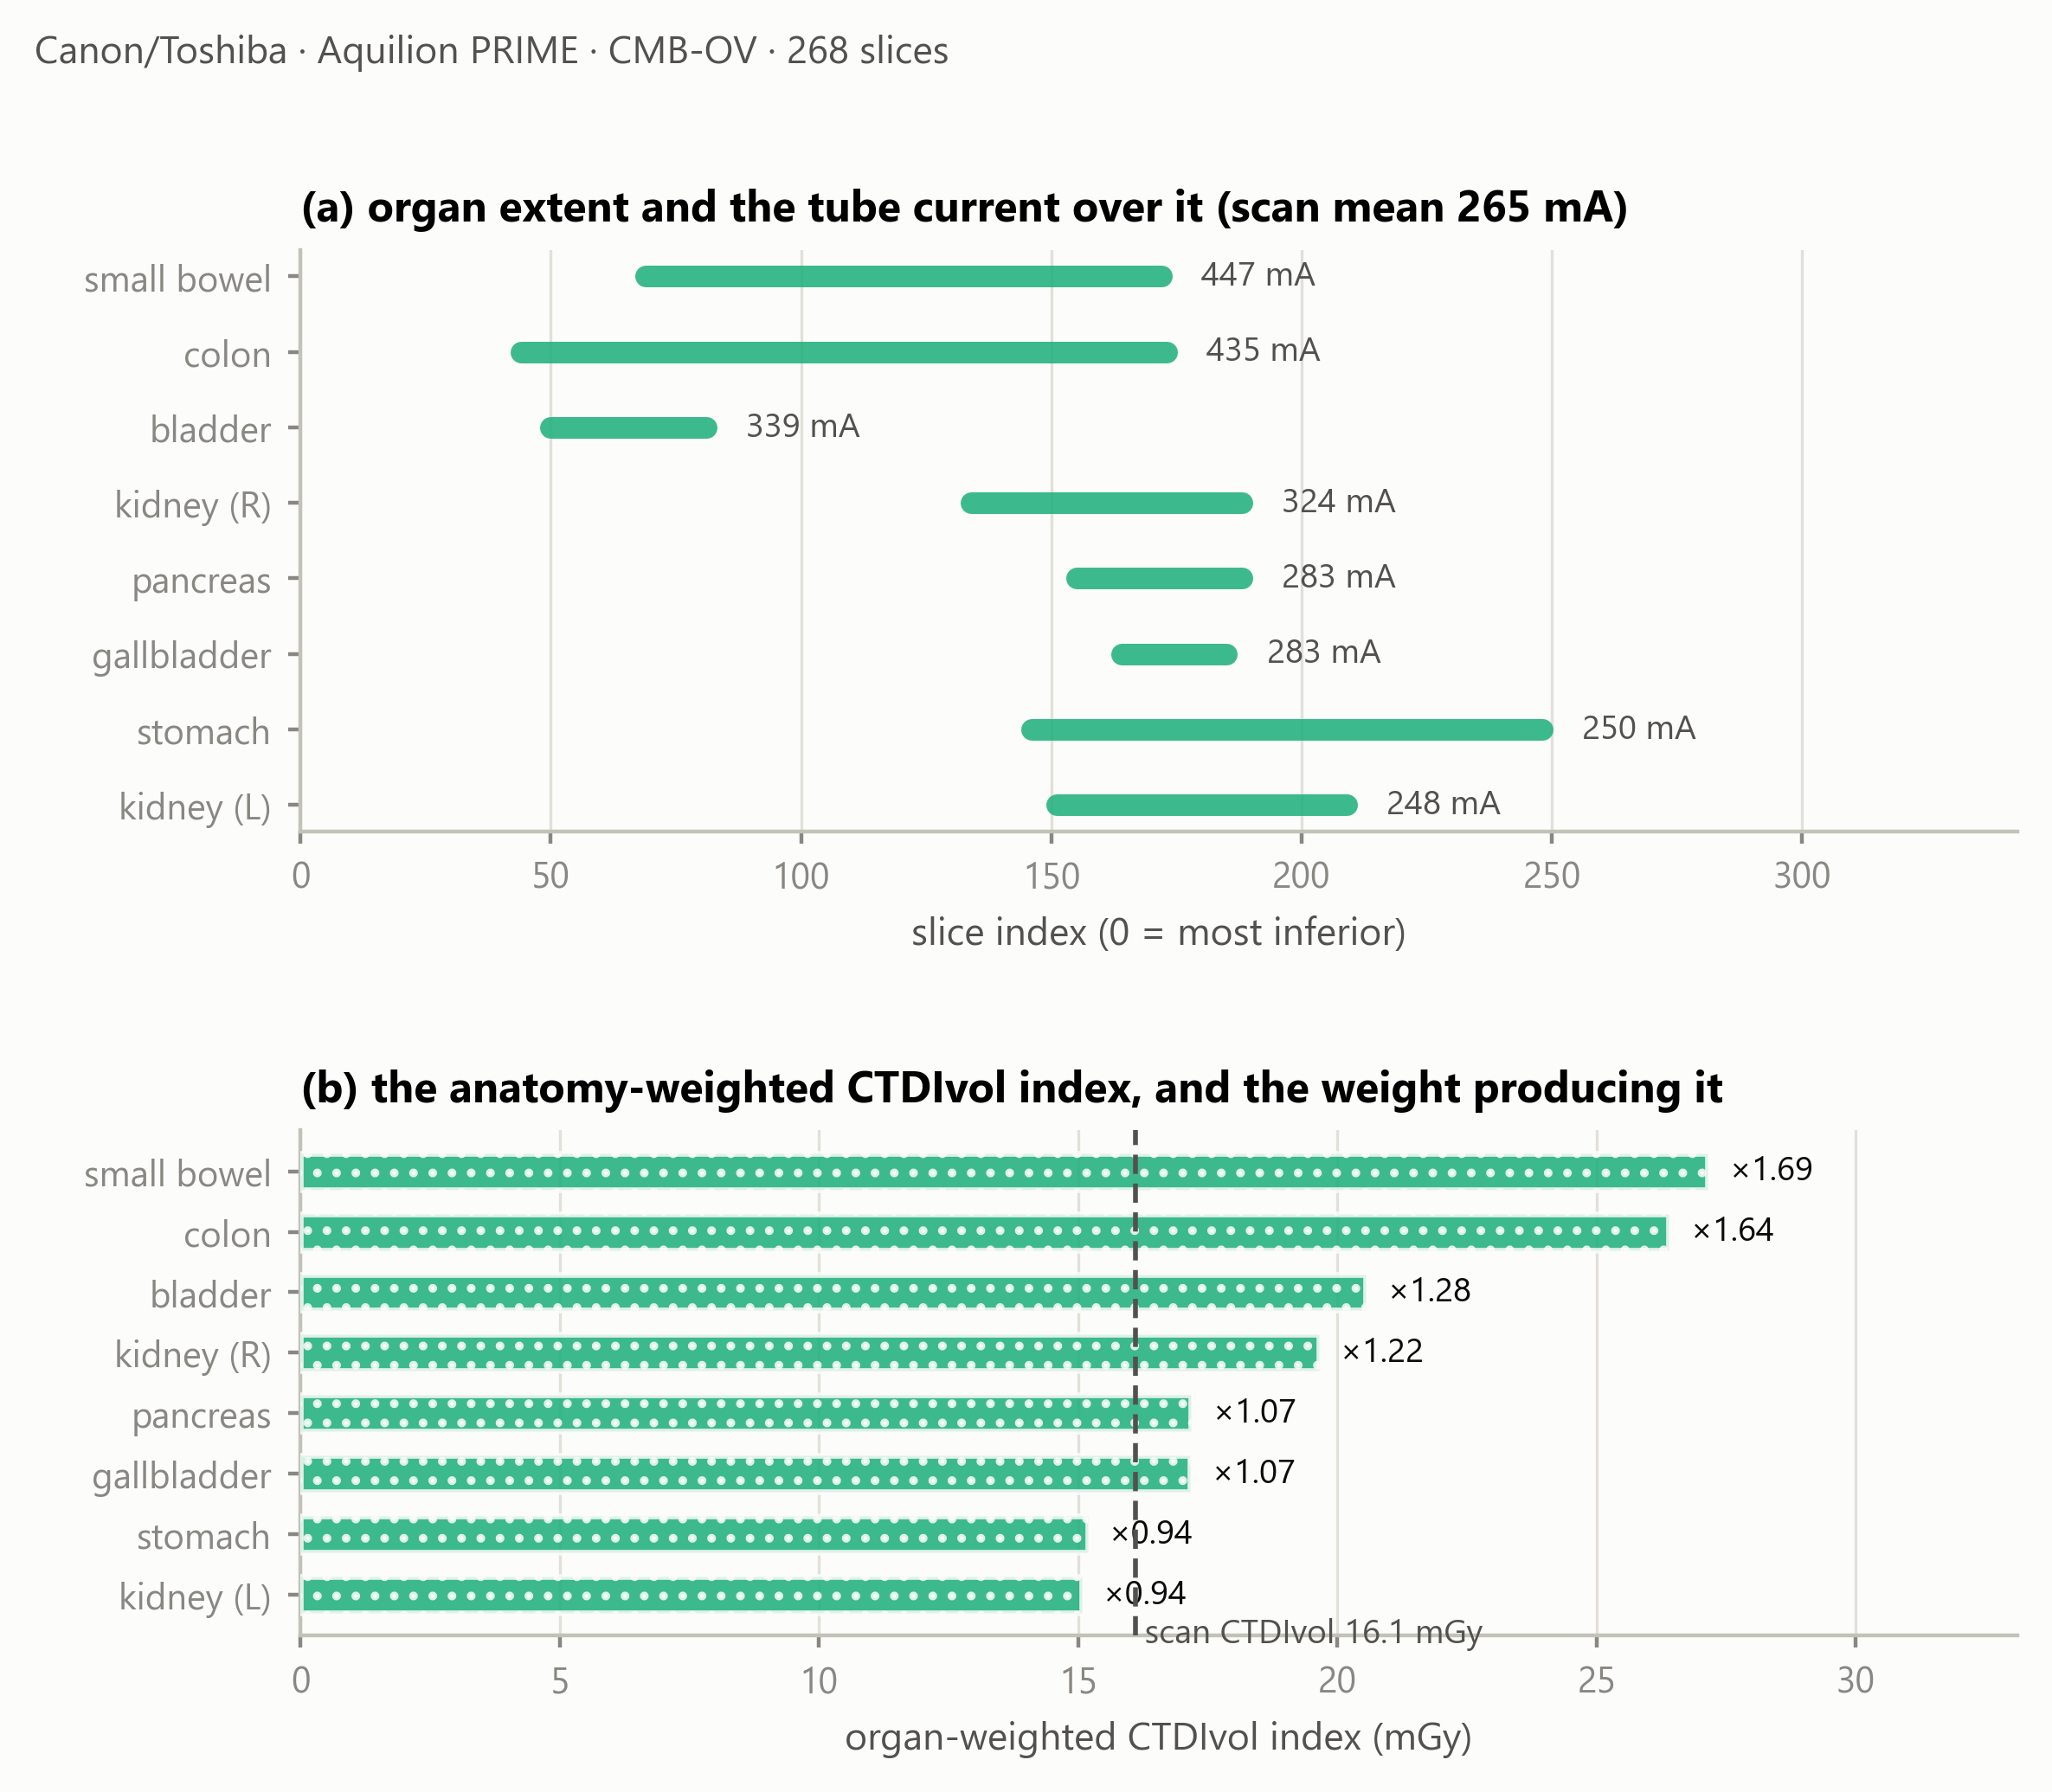 Canon/Toshiba · Aquilion PRIME · CMB-OV · 268 slices
(a) organ extent and the tube current over it (scan mean 265 mA)
small bowel 447 mA
colon 435 mA
bladder 339 mA
kidney (R) 324 mA
pancreas 283 mA
gallbladder 283 mA
stomach 250 mA
kidney (L) 248 mA
0 50 100 150 200 250 300
slice index (0 = most inferior)
(b) the anatomy-weighted CTDIvol index, and the weight producing it
small bowel ×1.69
colon ×1.64
bladder ×1.28
kidney (R) ×1.22
pancreas ×1.07
gallbladder ×1.07
stomach ×0.94
kidney (L) ×0.94
scan CTDIvol 16.1 mGy
0 5 10 15 20 25 30
organ-weighted CTDIvol index (mGy)